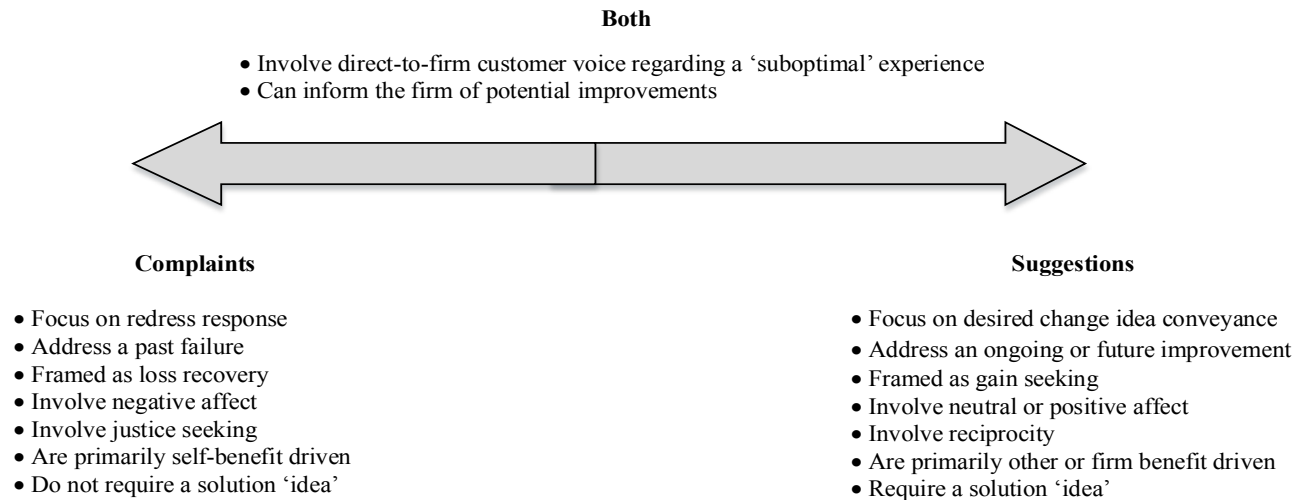 Both
• Involve direct-to-firm customer voice regarding a ‘suboptimal’ experience
• Can inform the firm of potential improvements
Complaints
• Focus on redress response
• Address a past failure
• Framed as loss recovery
• Involve negative affect
• Involve justice seeking
• Are primarily self-benefit driven
• Do not require a solution ‘idea’
Suggestions
• Focus on desired change idea conveyance
• Address an ongoing or future improvement
• Framed as gain seeking
• Involve neutral or positive affect
• Involve reciprocity
• Are primarily other or firm benefit driven
• Require a solution ‘idea’